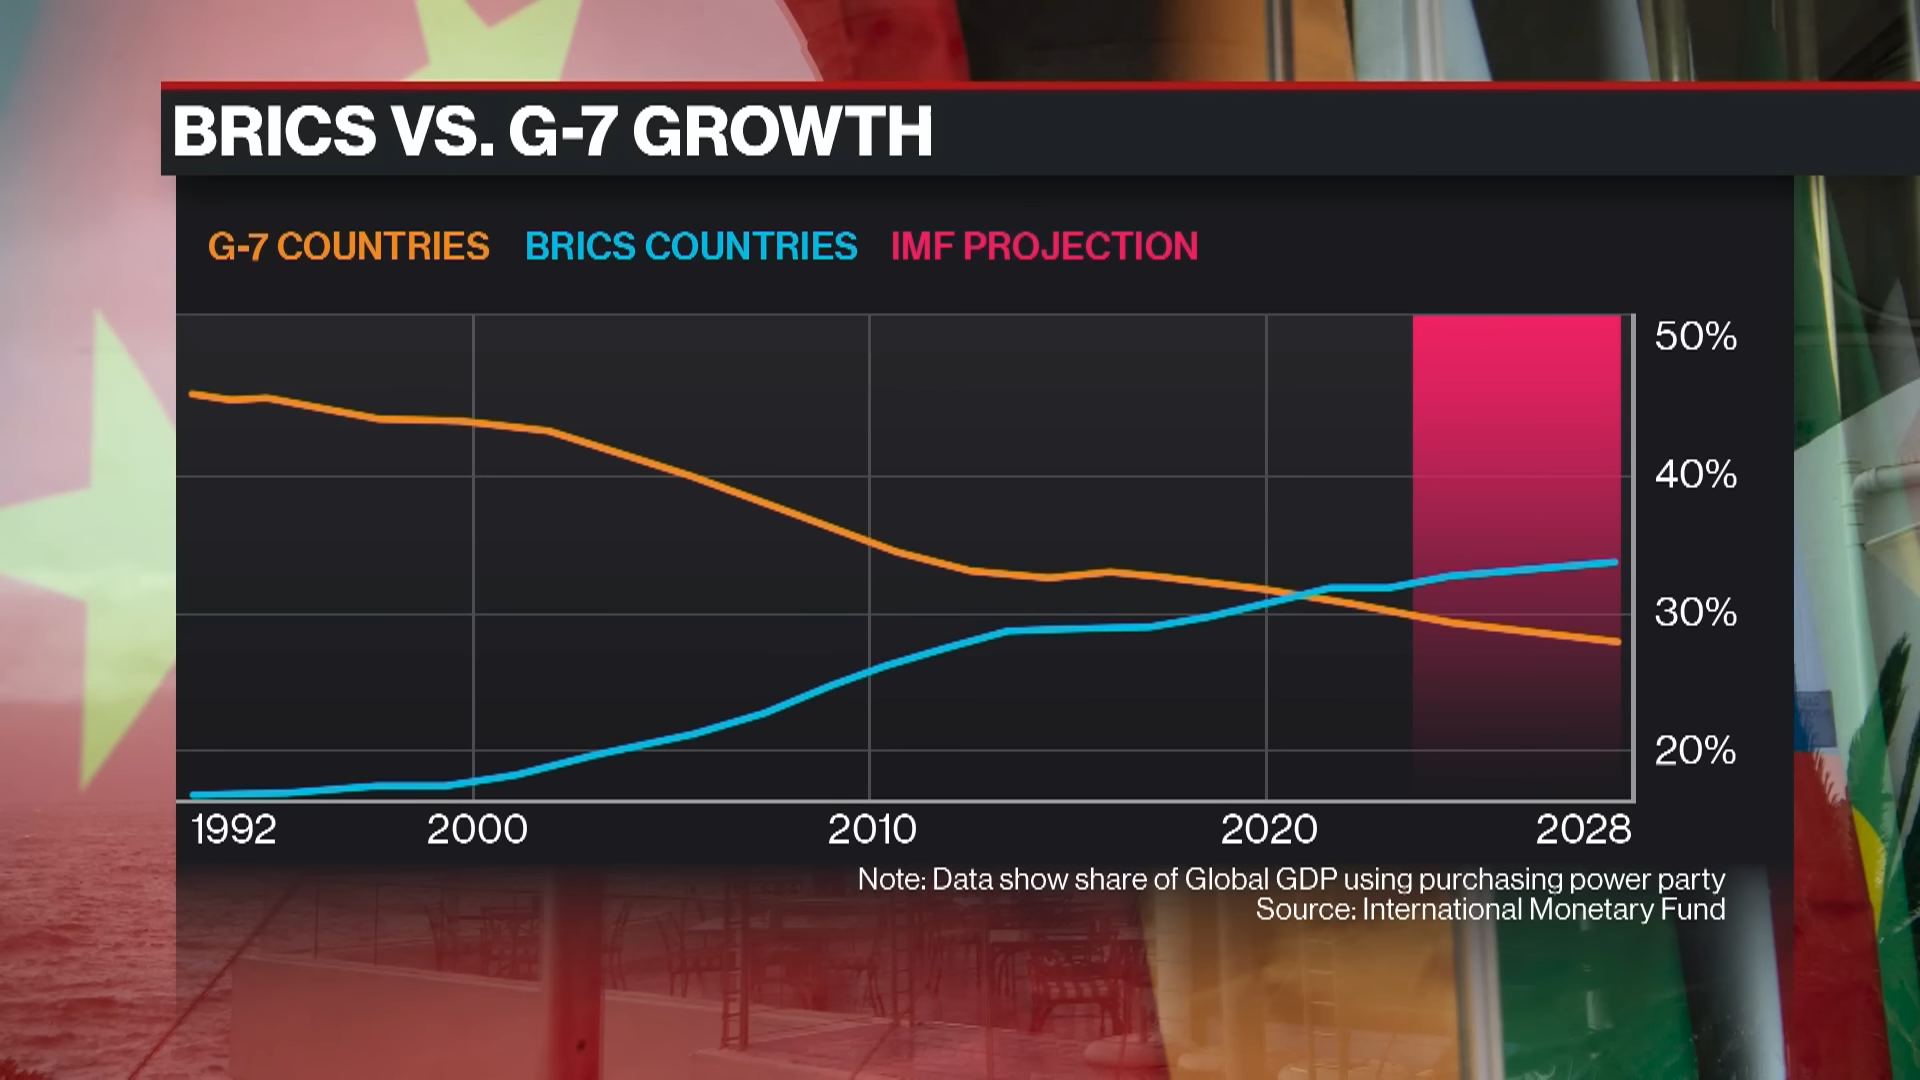 BRICS VS. G-7 GROWTH
G-7 COUNTRIES BRICS COUNTRIES IMF PROJECTION
50%
40%
30%
20%
1992 2000 2010 2020 2028
Note: Data show share of Global GDP using purchasing power party
Source: International Monetary Fund